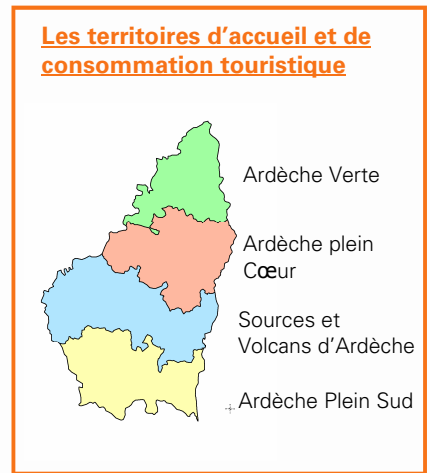 Les territoires d’accueil et de
consommation touristique
Ardèche Verte
Ardèche plein
Cœur
Sources et
Volcans d’Ardèche
Ardèche Plein Sud